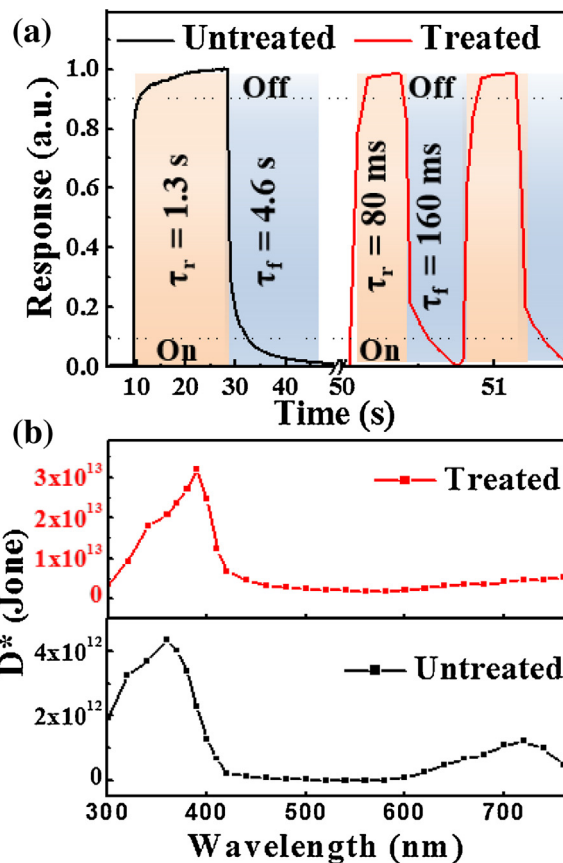 (a)
Untreated
Treated
Response (a.u.)
1.0
0.8
0.6
0.4
0.2
0.0
Off
Off
τr = 1.3 s
τf = 4.6 s
τr = 80 ms
τf = 160 ms
On
On
10 20 30 40 50 51
Time (s)
(b)
D* (Jone)
3x10¹³
2x10¹³
1x10¹³
0
Treated
4x10¹²
2x10¹²
0
Untreated
300 400 500 600 700
Wavelength (nm)